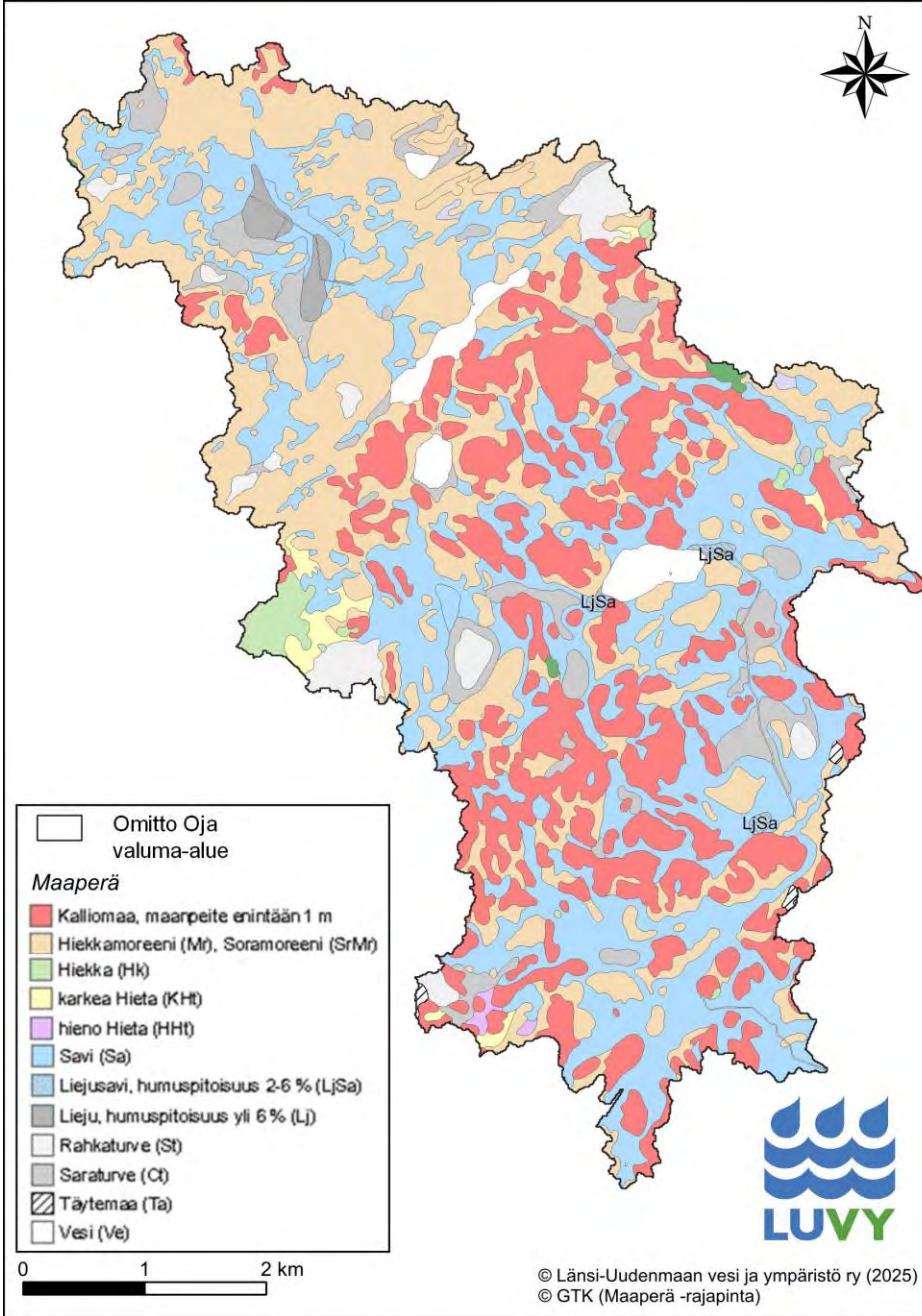 N
LjSa
LjSa
LjSa
Omitto Oja
valuma-alue
Maaperä
Kalliomaa, maanpeite enintään 1 m
Hiekkamoreeni (Mr), Soramoreeni (SrMr)
Hiekka (Hk)
karkea Hieta (KHt)
hieno Hieta (HHt)
Savi (Sa)
Liejusavi, humuspitoisuus 2-6 % (LjSa)
Lieju, humuspitoisuus yli 6 % (Lj)
Rahkaturve (St)
Saraturve (Ct)
Täytemaa (Ta)
Vesi (Ve)
0 1 2 km
LUVY
© Länsi-Uudenmaan vesi ja ympäristö ry (2025)
© GTK (Maaperä -rajapinta)